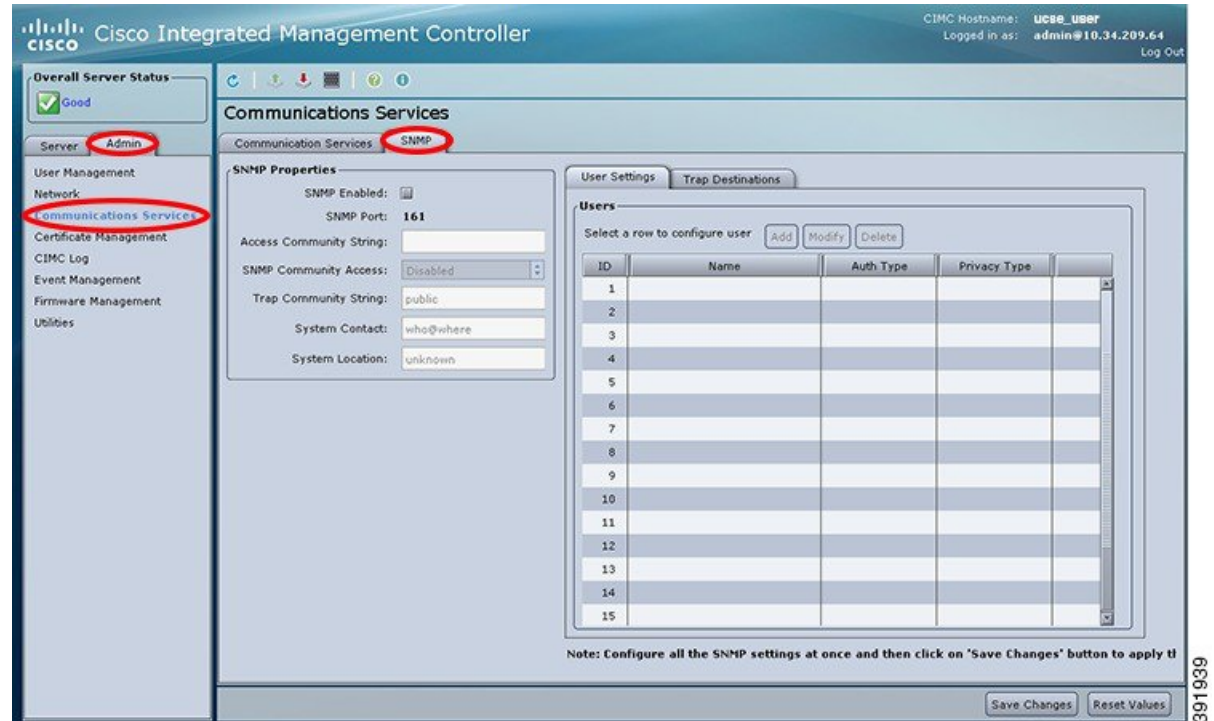 CISCO
Cisco Integrated Management Controller
CIMC Hostname: ucse_user
Logged in as: admin@10.34.209.64
Log Out
Overall Server Status
Good
Server
Admin
User Management
Network
Communications Services
Certificate Management
CIMC Log
Event Management
Firmware Management
Utilities
Communications Services
Communication Services
SNMP
SNMP Properties
SNMP Enabled:
SNMP Port: 161
Access Community String:
SNMP Community Access: Disabled
Trap Community String: public
System Contact: who@where
System Location: unknown
User Settings
Trap Destinations
Users
Select a row to configure user Add Modify Delete
ID Name Auth Type Privacy Type
1
2
3
4
5
6
7
8
9
10
11
12
13
14
15
Note: Configure all the SNMP settings at once and then click on 'Save Changes' button to apply tl
Save Changes Reset Values
391939